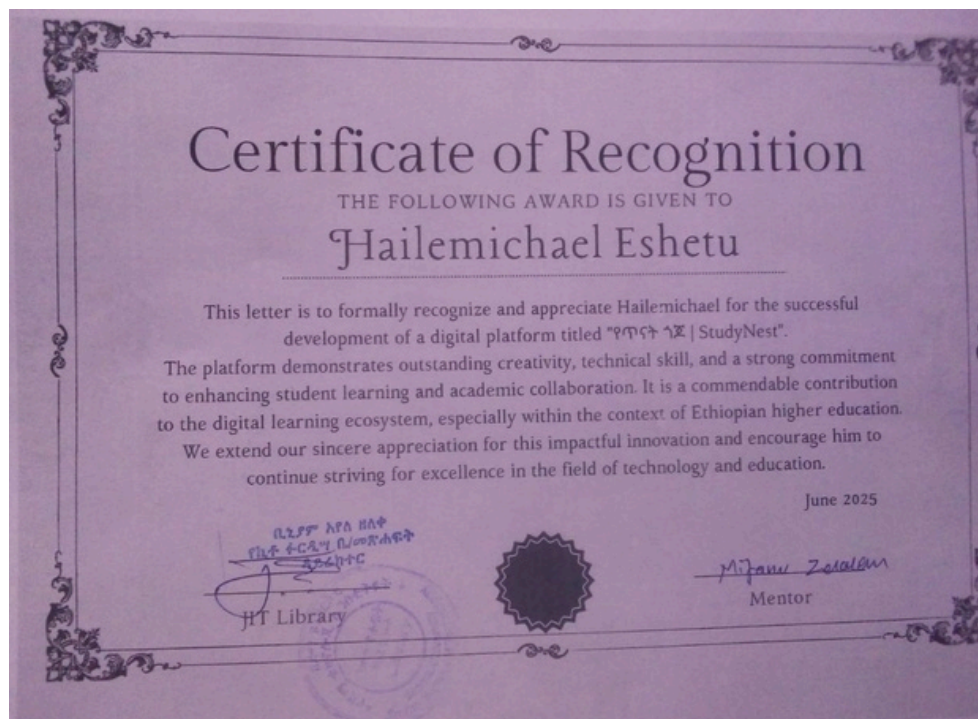 Certificate of Recognition
THE FOLLOWING AWARD IS GIVEN TO
Hailemichael Eshetu
This letter is to formally recognize and appreciate Hailemichael for the successful
development of a digital platform titled "የጥናት ጎጆ | StudyNest".
The platform demonstrates outstanding creativity, technical skill, and a strong commitment
to enhancing student learning and academic collaboration. It is a commendable contribution
to the digital learning ecosystem, especially within the context of Ethiopian higher education.
We extend our sincere appreciation for this impactful innovation and encourage him to
continue striving for excellence in the field of technology and education.
June 2025
ቢኒያም አየለ ዘለቀ
ዳይሬክተር
JIT Library
Mentor